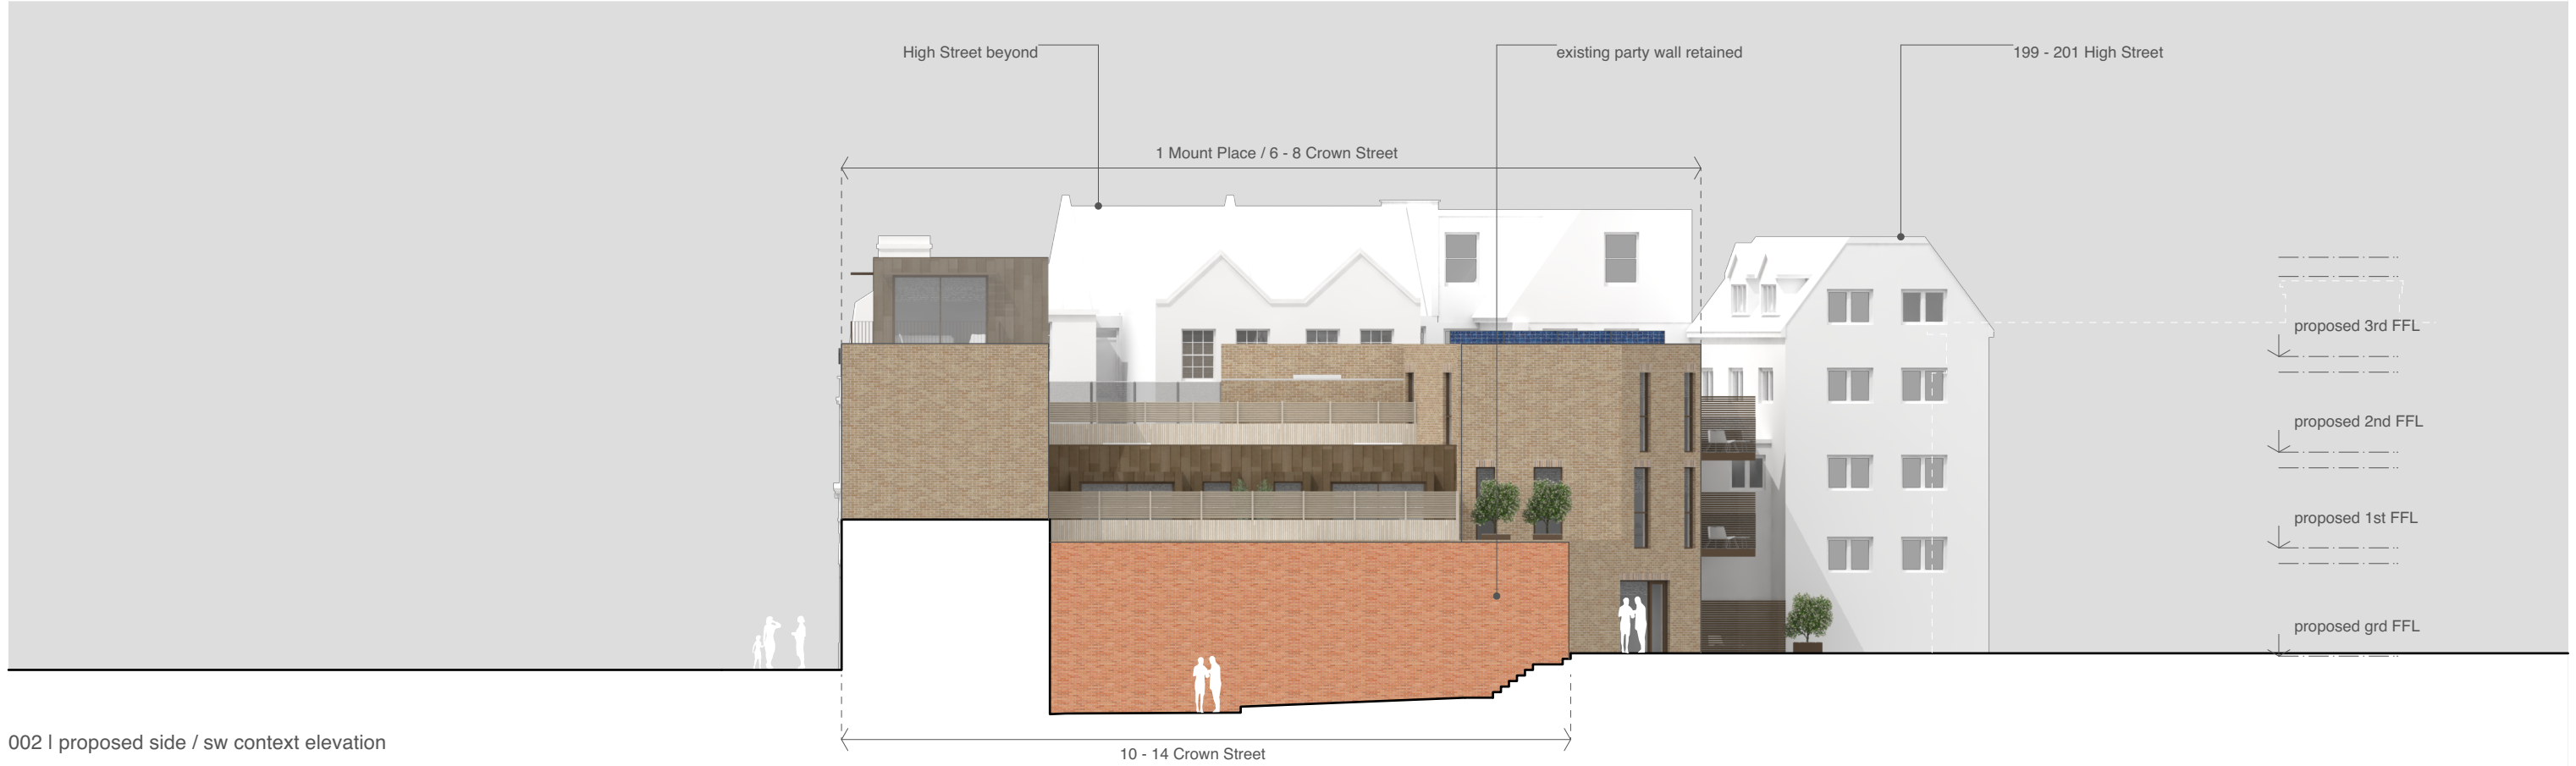 High Street beyond
existing party wall retained
199 - 201 High Street
1 Mount Place / 6 - 8 Crown Street
proposed 3rd FFL
proposed 2nd FFL
proposed 1st FFL
proposed grd FFL
002 | proposed side / sw context elevation
10 - 14 Crown Street